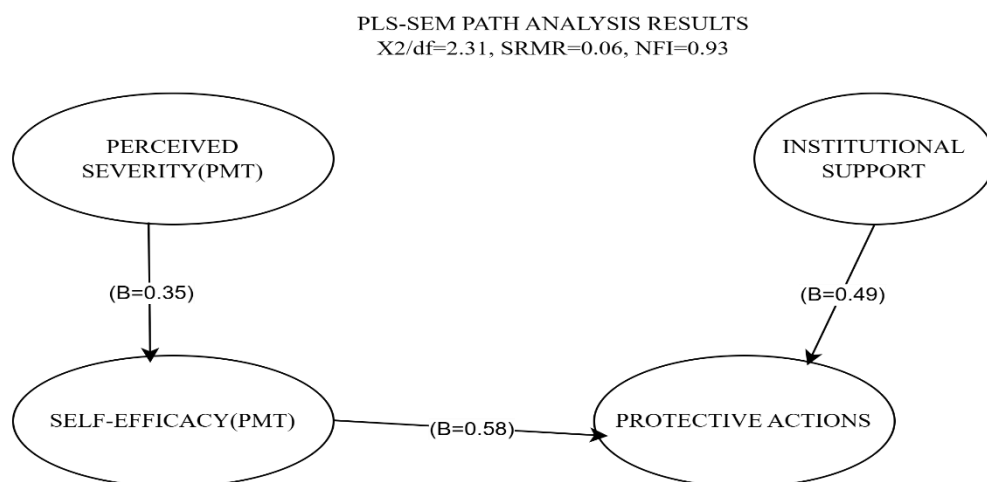 PLS-SEM PATH ANALYSIS RESULTS
X2/df=2.31, SRMR=0.06, NFI=0.93
PERCEIVED
SEVERITY(PMT)
INSTITUTIONAL
SUPPORT
(B=0.35)
(B=0.49)
SELF-EFFICACY(PMT)
(B=0.58)
PROTECTIVE ACTIONS